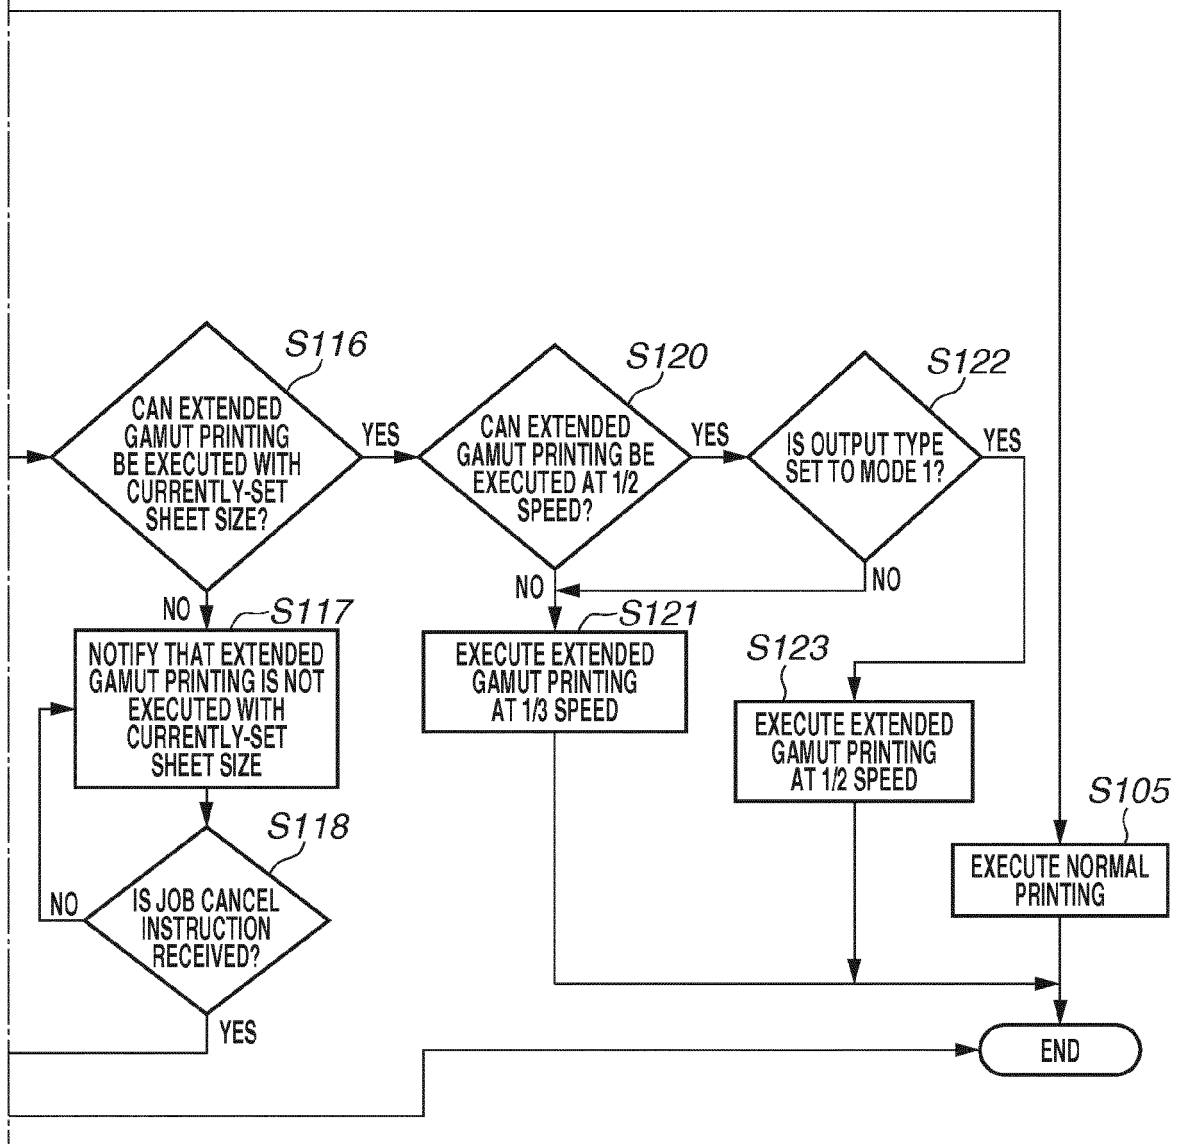 S116
CAN EXTENDED
GAMUT PRINTING
BE EXECUTED WITH
CURRENTLY-SET
SHEET SIZE?
YES
NO
S120
CAN EXTENDED
GAMUT PRINTING BE
EXECUTED AT 1/2
SPEED?
YES
NO
S122
IS OUTPUT TYPE
SET TO MODE 1?
YES
NO
S117
NOTIFY THAT EXTENDED
GAMUT PRINTING IS NOT
EXECUTED WITH
CURRENTLY-SET
SHEET SIZE
S121
EXECUTE EXTENDED
GAMUT PRINTING
AT 1/3 SPEED
S123
EXECUTE EXTENDED
GAMUT PRINTING
AT 1/2 SPEED
S105
EXECUTE NORMAL
PRINTING
S118
IS JOB CANCEL
INSTRUCTION
RECEIVED?
NO
YES
END